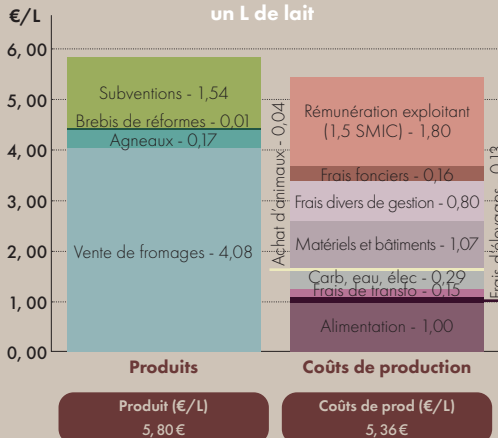 €/L
un L de lait
6,00
5,00
4,00
3,00
2,00
1,00
0,00
Subventions - 1,54
Brebis de réformes - 0,01
Agneaux - 0,17
Vente de fromages - 4,08
Achat d'animaux - 0,04
Rémunération exploitant
(1,5 SMIC) - 1,80
Frais fonciers - 0,16
Frais divers de gestion - 0,80
Matériels et bâtiments - 1,07
Carb, eau, élec - 0,29
Frais de transfo - 0,15
Alimentation - 1,00
Frais d'élevages - 0,13
Produits
Coûts de production
Produit (€/L)
5,80 €
Coûts de prod (€/L)
5,36 €